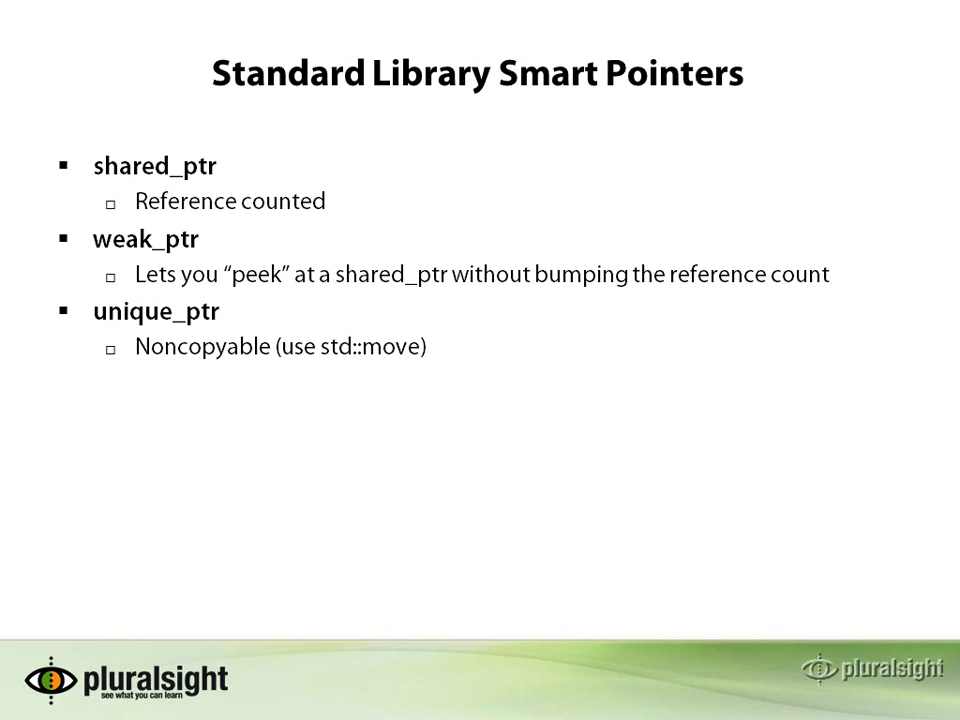 Standard Library Smart Pointers
▪ shared_ptr
▫ Reference counted
▪ weak_ptr
▫ Lets you “peek” at a shared_ptr without bumping the reference count
▪ unique_ptr
▫ Noncopyable (use std::move)
pluralsight
see what you can learn
pluralsight